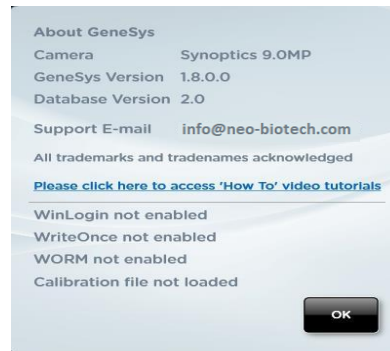 About GeneSys
Camera Synoptics 9.0MP
GeneSys Version 1.8.0.0
Database Version 2.0
Support E-mail info@neo-biotech.com
All trademarks and tradenames acknowledged
Please click here to access 'How To' video tutorials
WinLogin not enabled
WriteOnce not enabled
WORM not enabled
Calibration file not loaded
OK